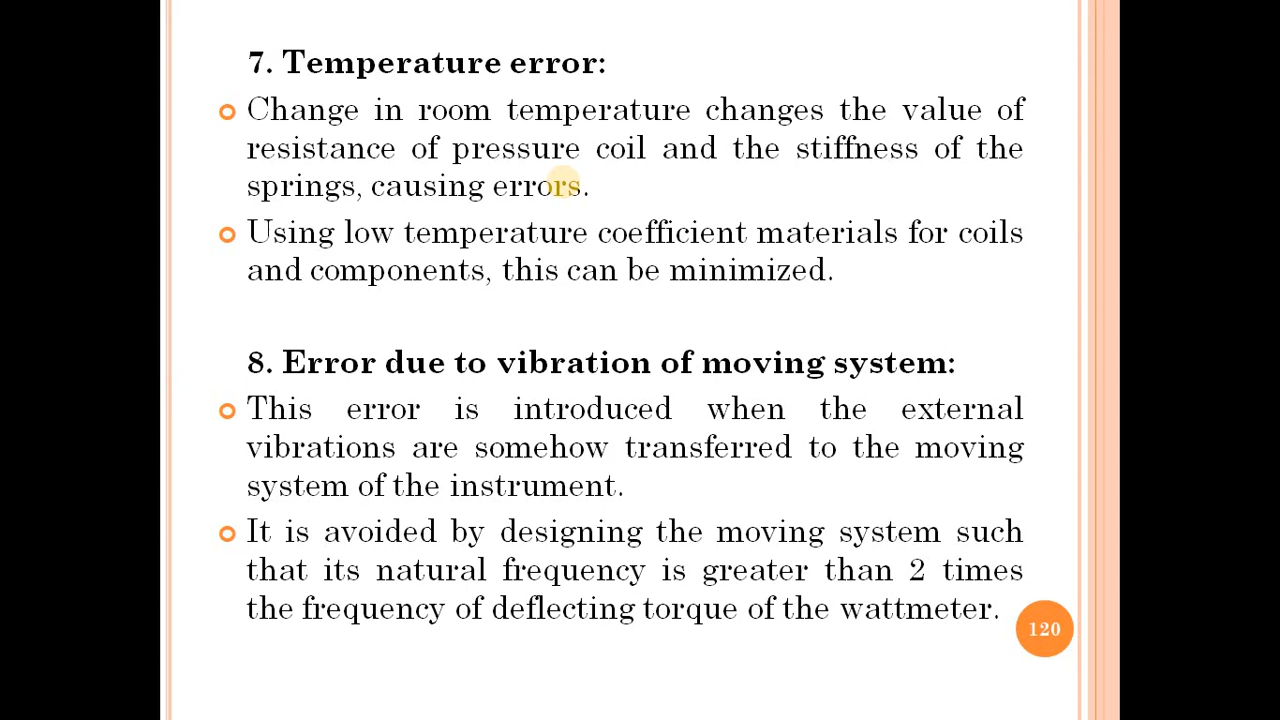 7. Temperature error:
Change in room temperature changes the value of
resistance of pressure coil and the stiffness of the
springs, causing errors.
Using low temperature coefficient materials for coils
and components, this can be minimized.
8. Error due to vibration of moving system:
This error is introduced when the external
vibrations are somehow transferred to the moving
system of the instrument.
It is avoided by designing the moving system such
that its natural frequency is greater than 2 times
the frequency of deflecting torque of the wattmeter.
120